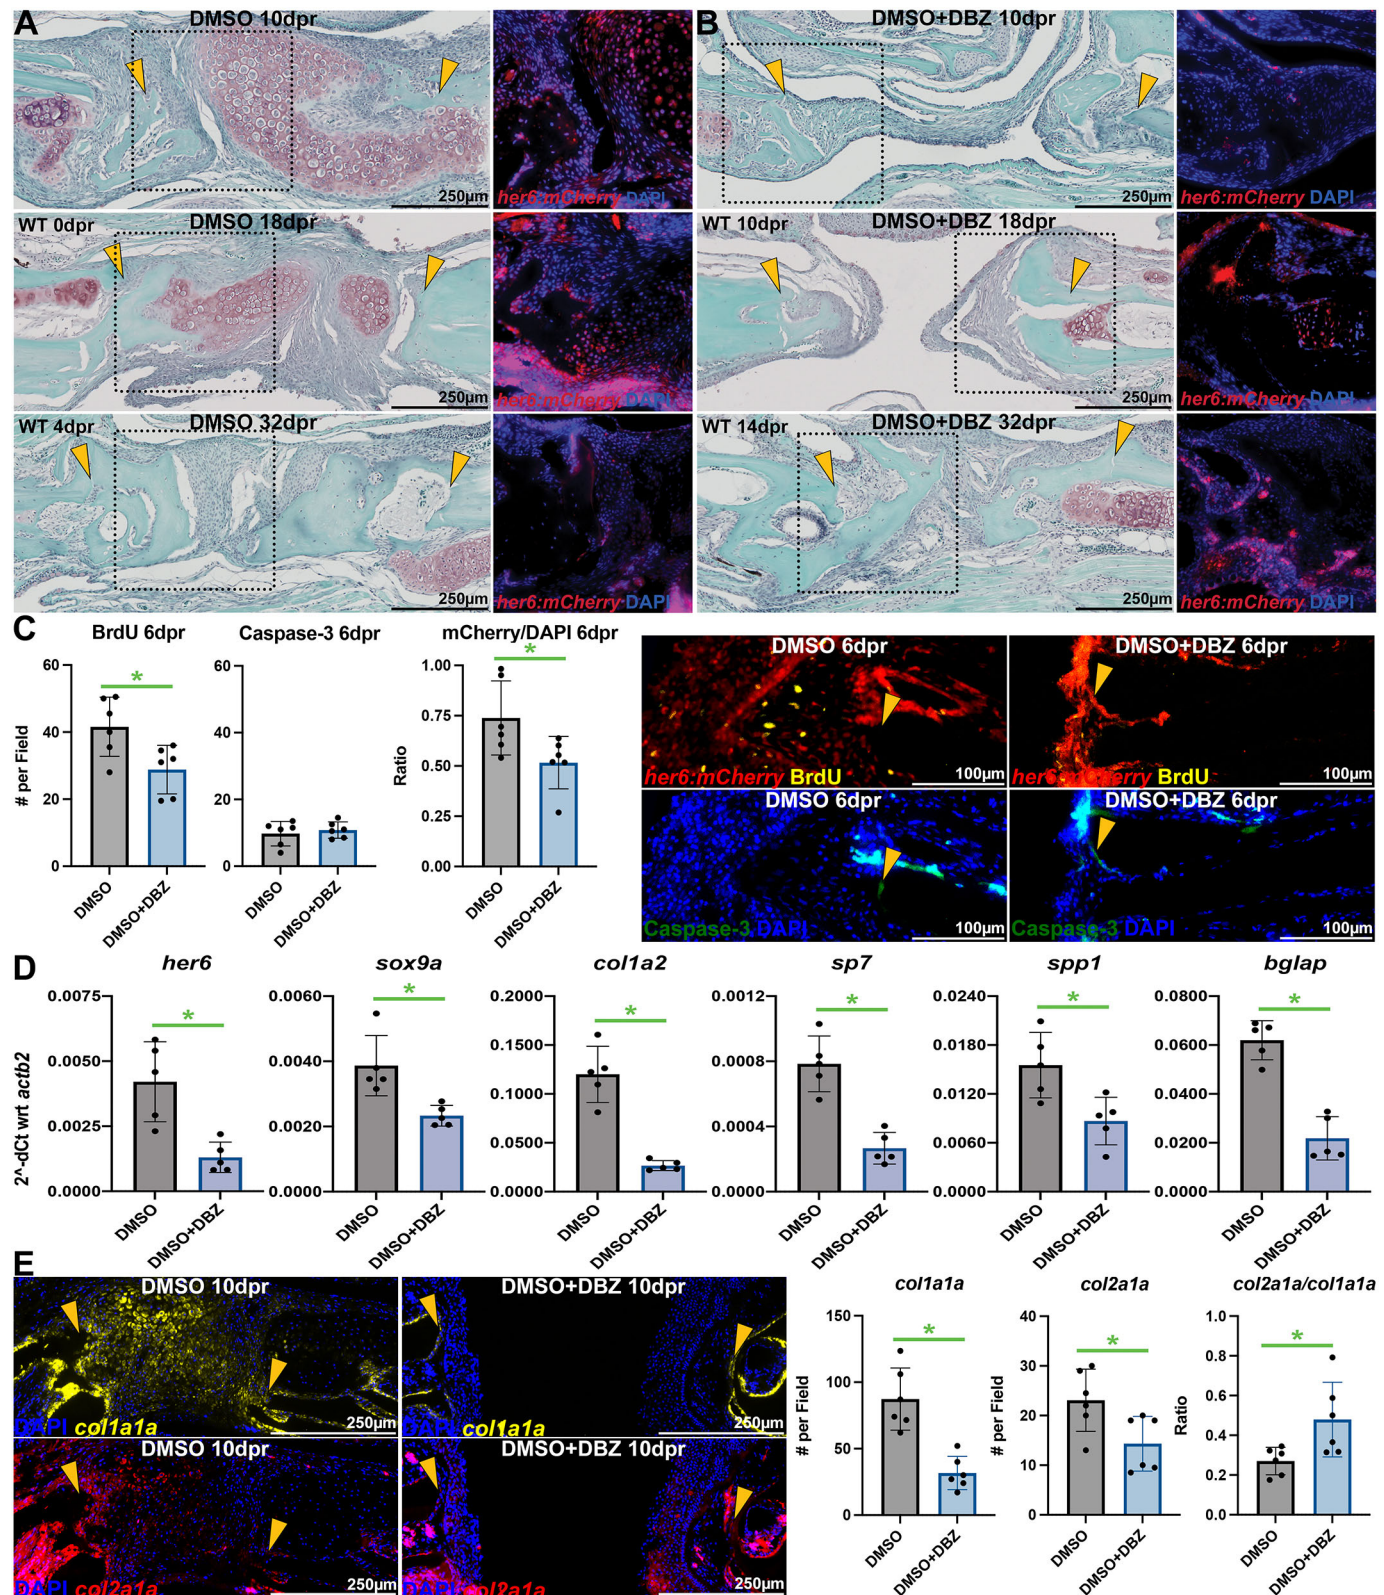 A DMSO 10dpr
B DMSO+DBZ 10dpr
250µm
her6:mCherry DAPI
250µm
her6:mCherry DAPI
WT 0dpr DMSO 18dpr
WT 10dpr DMSO+DBZ 18dpr
250µm
her6:mCherry DAPI
250µm
her6:mCherry DAPI
WT 4dpr DMSO 32dpr
WT 14dpr DMSO+DBZ 32dpr
250µm
her6:mCherry DAPI
250µm
her6:mCherry DAPI
C
BrdU 6dpr
# per Field
60
40
20
0
*
DMSO
DMSO+DBZ
Caspase-3 6dpr
60
40
20
0
DMSO
DMSO+DBZ
mCherry/DAPI 6dpr
Ratio
1.00
0.75
0.50
0.25
0.00
*
DMSO
DMSO+DBZ
DMSO 6dpr
her6:mCherry BrdU
100µm
DMSO+DBZ 6dpr
her6:mCherry BrdU
100µm
DMSO 6dpr
Caspase-3 DAPI
100µm
DMSO+DBZ 6dpr
Caspase-3 DAPI
100µm
D
2^-dCt wrt actb2
her6
0.0075
0.0050
0.0025
0.0000
*
DMSO
DMSO+DBZ
sox9a
0.0060
0.0040
0.0020
0.0000
*
DMSO
DMSO+DBZ
col1a2
0.2000
0.1500
0.1000
0.0500
0.0000
*
DMSO
DMSO+DBZ
sp7
0.0012
0.0008
0.0004
0.0000
*
DMSO
DMSO+DBZ
spp1
0.0240
0.0180
0.0120
0.0060
0.0000
*
DMSO
DMSO+DBZ
bglap
0.0800
0.0600
0.0400
0.0200
0.0000
*
DMSO
DMSO+DBZ
E
DMSO 10dpr
DAPI col1a1a
250µm
DMSO+DBZ 10dpr
DAPI col1a1a
250µm
DMSO 10dpr
DAPI col2a1a
250µm
DMSO+DBZ 10dpr
DAPI col2a1a
250µm
col1a1a
# per Field
150
100
50
0
*
DMSO
DMSO+DBZ
col2a1a
# per Field
40
30
20
10
0
*
DMSO
DMSO+DBZ
col2a1a/col1a1a
Ratio
1.0
0.8
0.6
0.4
0.2
0.0
*
DMSO
DMSO+DBZ